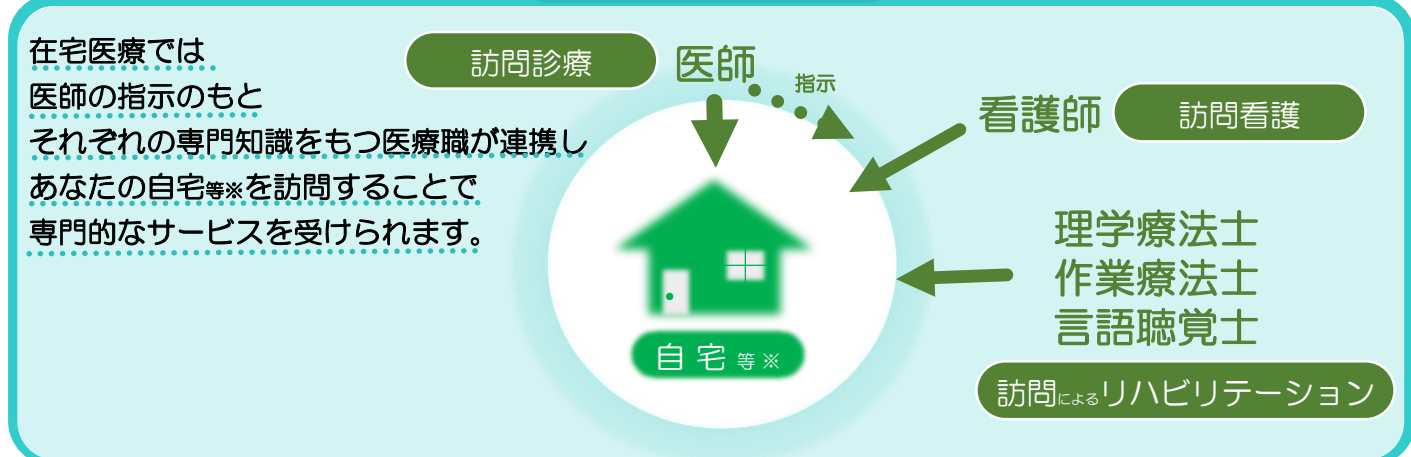 在宅医療では
医師の指示のもと
それぞれの専門知識をもつ医療職が連携し
あなたの自宅等※を訪問することで
専門的なサービスを受けられます。
訪問診療
医師
指示
看護師
訪問看護
理学療法士
作業療法士
言語聴覚士
訪問によるリハビリテーション
自宅等※